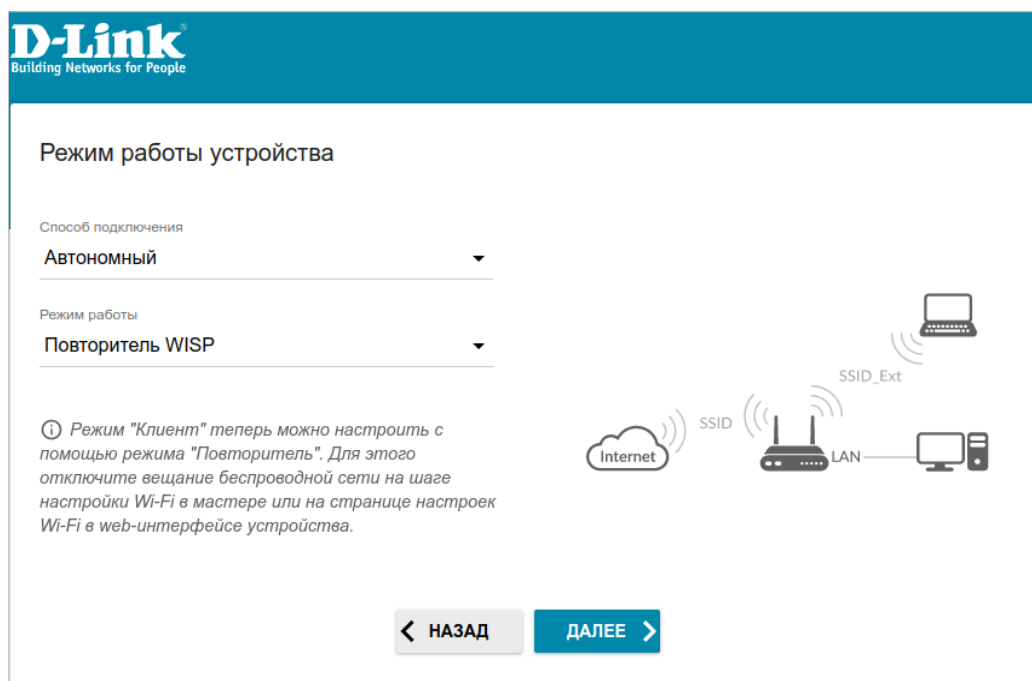 D-Link®
Building Networks for People
Режим работы устройства
Способ подключения
Автономный
Режим работы
Повторитель WISP
Режим "Клиент" теперь можно настроить с
помощью режима "Повторитель". Для этого
отключите вещание беспроводной сети на шаге
настройки Wi-Fi в мастере или на странице настроек
Wi-Fi в web-интерфейсе устройства.
SSID_Ext
SSID
Internet
LAN
НАЗАД
ДАЛЕЕ